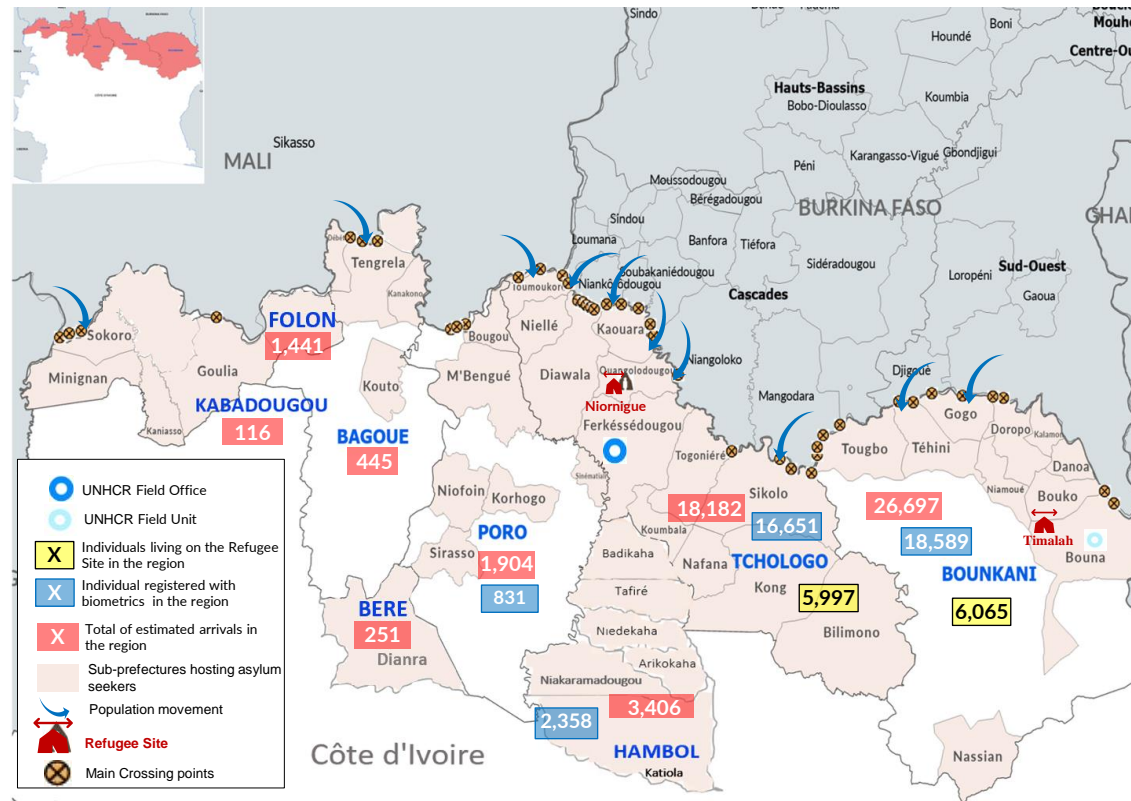 Sindo
Boni
Mouho
Houndé
Centre-Ou
Hauts-Bassins
Bobo-Dioulasso
Koumbia
CÔTE D'IVOIRE
Sikasso
MALI
Karangasso-Vigué
Gbondjigui
Péni
Moussodougou
Bérégadougou
BURKINA FASO
GHA
Sindou
Loumana
Banfora
Tiéfora
Débét
Tengrela
Soubakaniédougou
Sidéradougou
Loropéni
Sud-Ouest
Toumoukoro
Niankorodougou
Kanakono
Cascades
Gaoua
FOLON
Niellé
Kaouara
Sokoro
1,441
Bougou
Niangoloko
Goulia
Djigouè
Minignan
Kouto
M'Bengué
Diawala
Ouangolodougou
Mangodara
KABADOUGOU
Niornigue
Gogo
116
Kaniasso
BAGOUE
Ferkéssédougou
Doropo
Kalamon
445
Togoniéré
Tougbo
Téhini
Danoa
Sinématiali
UNHCR Field Office
Niofoin
Korhogo
Sikolo
Niamoué
Bouko
UNHCR Field Unit
18,182
26,697
X
Individuals living on the Refugee
Site in the region
PORO
Koumbala
16,651
18,589
Timalah
Sirasso
Badikaha
Nafana
TCHOLOGO
BOUNKANI
Bouna
X
Individual registered with
biometrics in the region
1,904
831
Tafiré
Kong
5,997
6,065
X
Total of estimated arrivals in
the region
BERE
251
Niedekaha
Bilimono
Sub-prefectures hosting asylum
seekers
Dianra
Arikokaha
Niakaramadougou
Population movement
3,406
2,358
Refugee Site
Côte d'Ivoire
HAMBOL
Nassian
Main Crossing points
Katiola